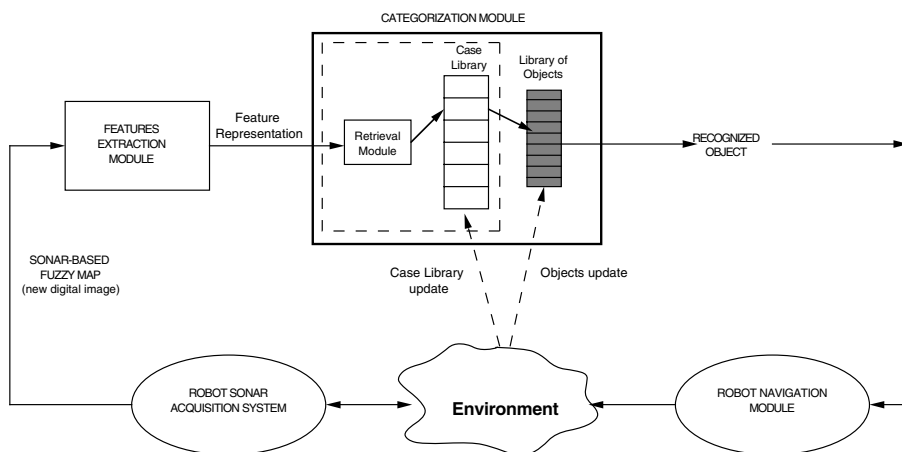 CATEGORIZATION MODULE
Case
Library
Library of
Objects
FEATURES
EXTRACTION
MODULE
Feature
Representation
Retrieval
Module
RECOGNIZED
OBJECT
SONAR-BASED
FUZZY MAP
(new digital image)
Case Library
update
Objects update
ROBOT SONAR
ACQUISITION SYSTEM
Environment
ROBOT NAVIGATION
MODULE